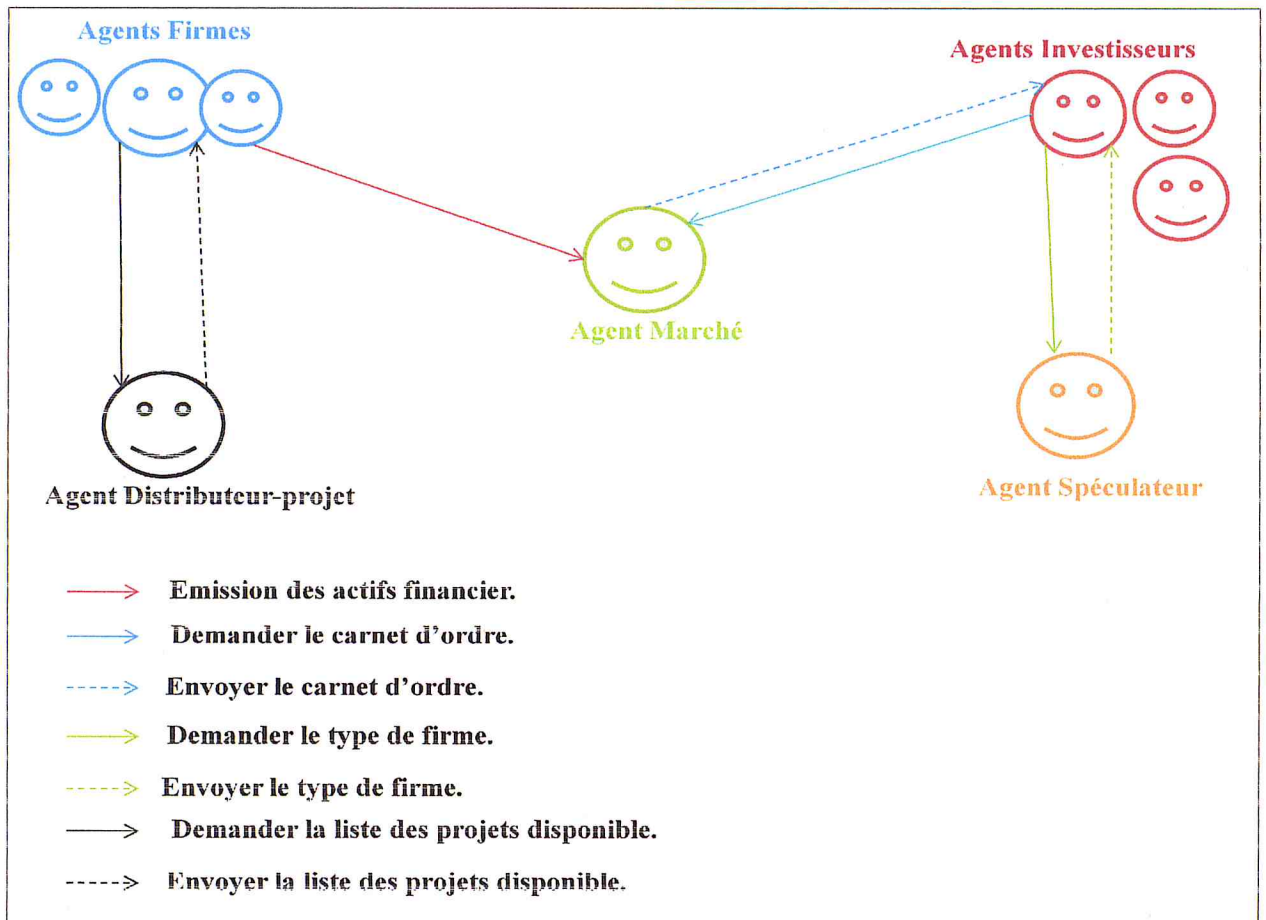 Agents Firmes
Agents Investisseurs
Agent Marché
Agent Distributeur-projet
Agent Spéculateur
Emission des actifs financier.
Demander le carnet d'ordre.
Envoyer le carnet d'ordre.
Demander le type de firme.
Envoyer le type de firme.
Demander la liste des projets disponible.
Envoyer la liste des projets disponible.